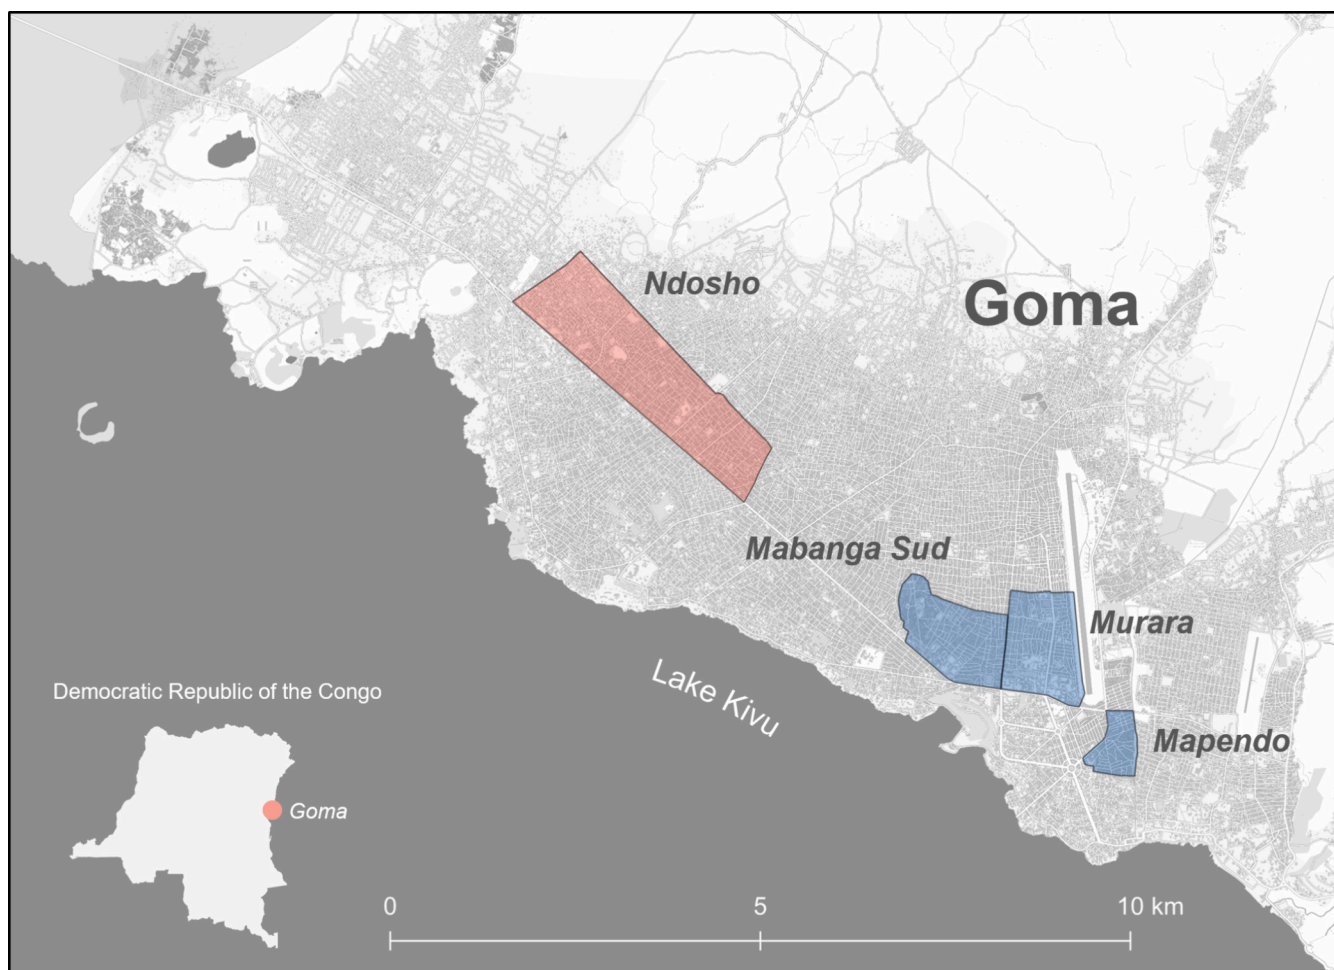 Ndosho
Goma
Mabanga Sud
Murara
Lake Kivu
Democratic Republic of the Congo
Mapendo
Goma
0
5
10 km